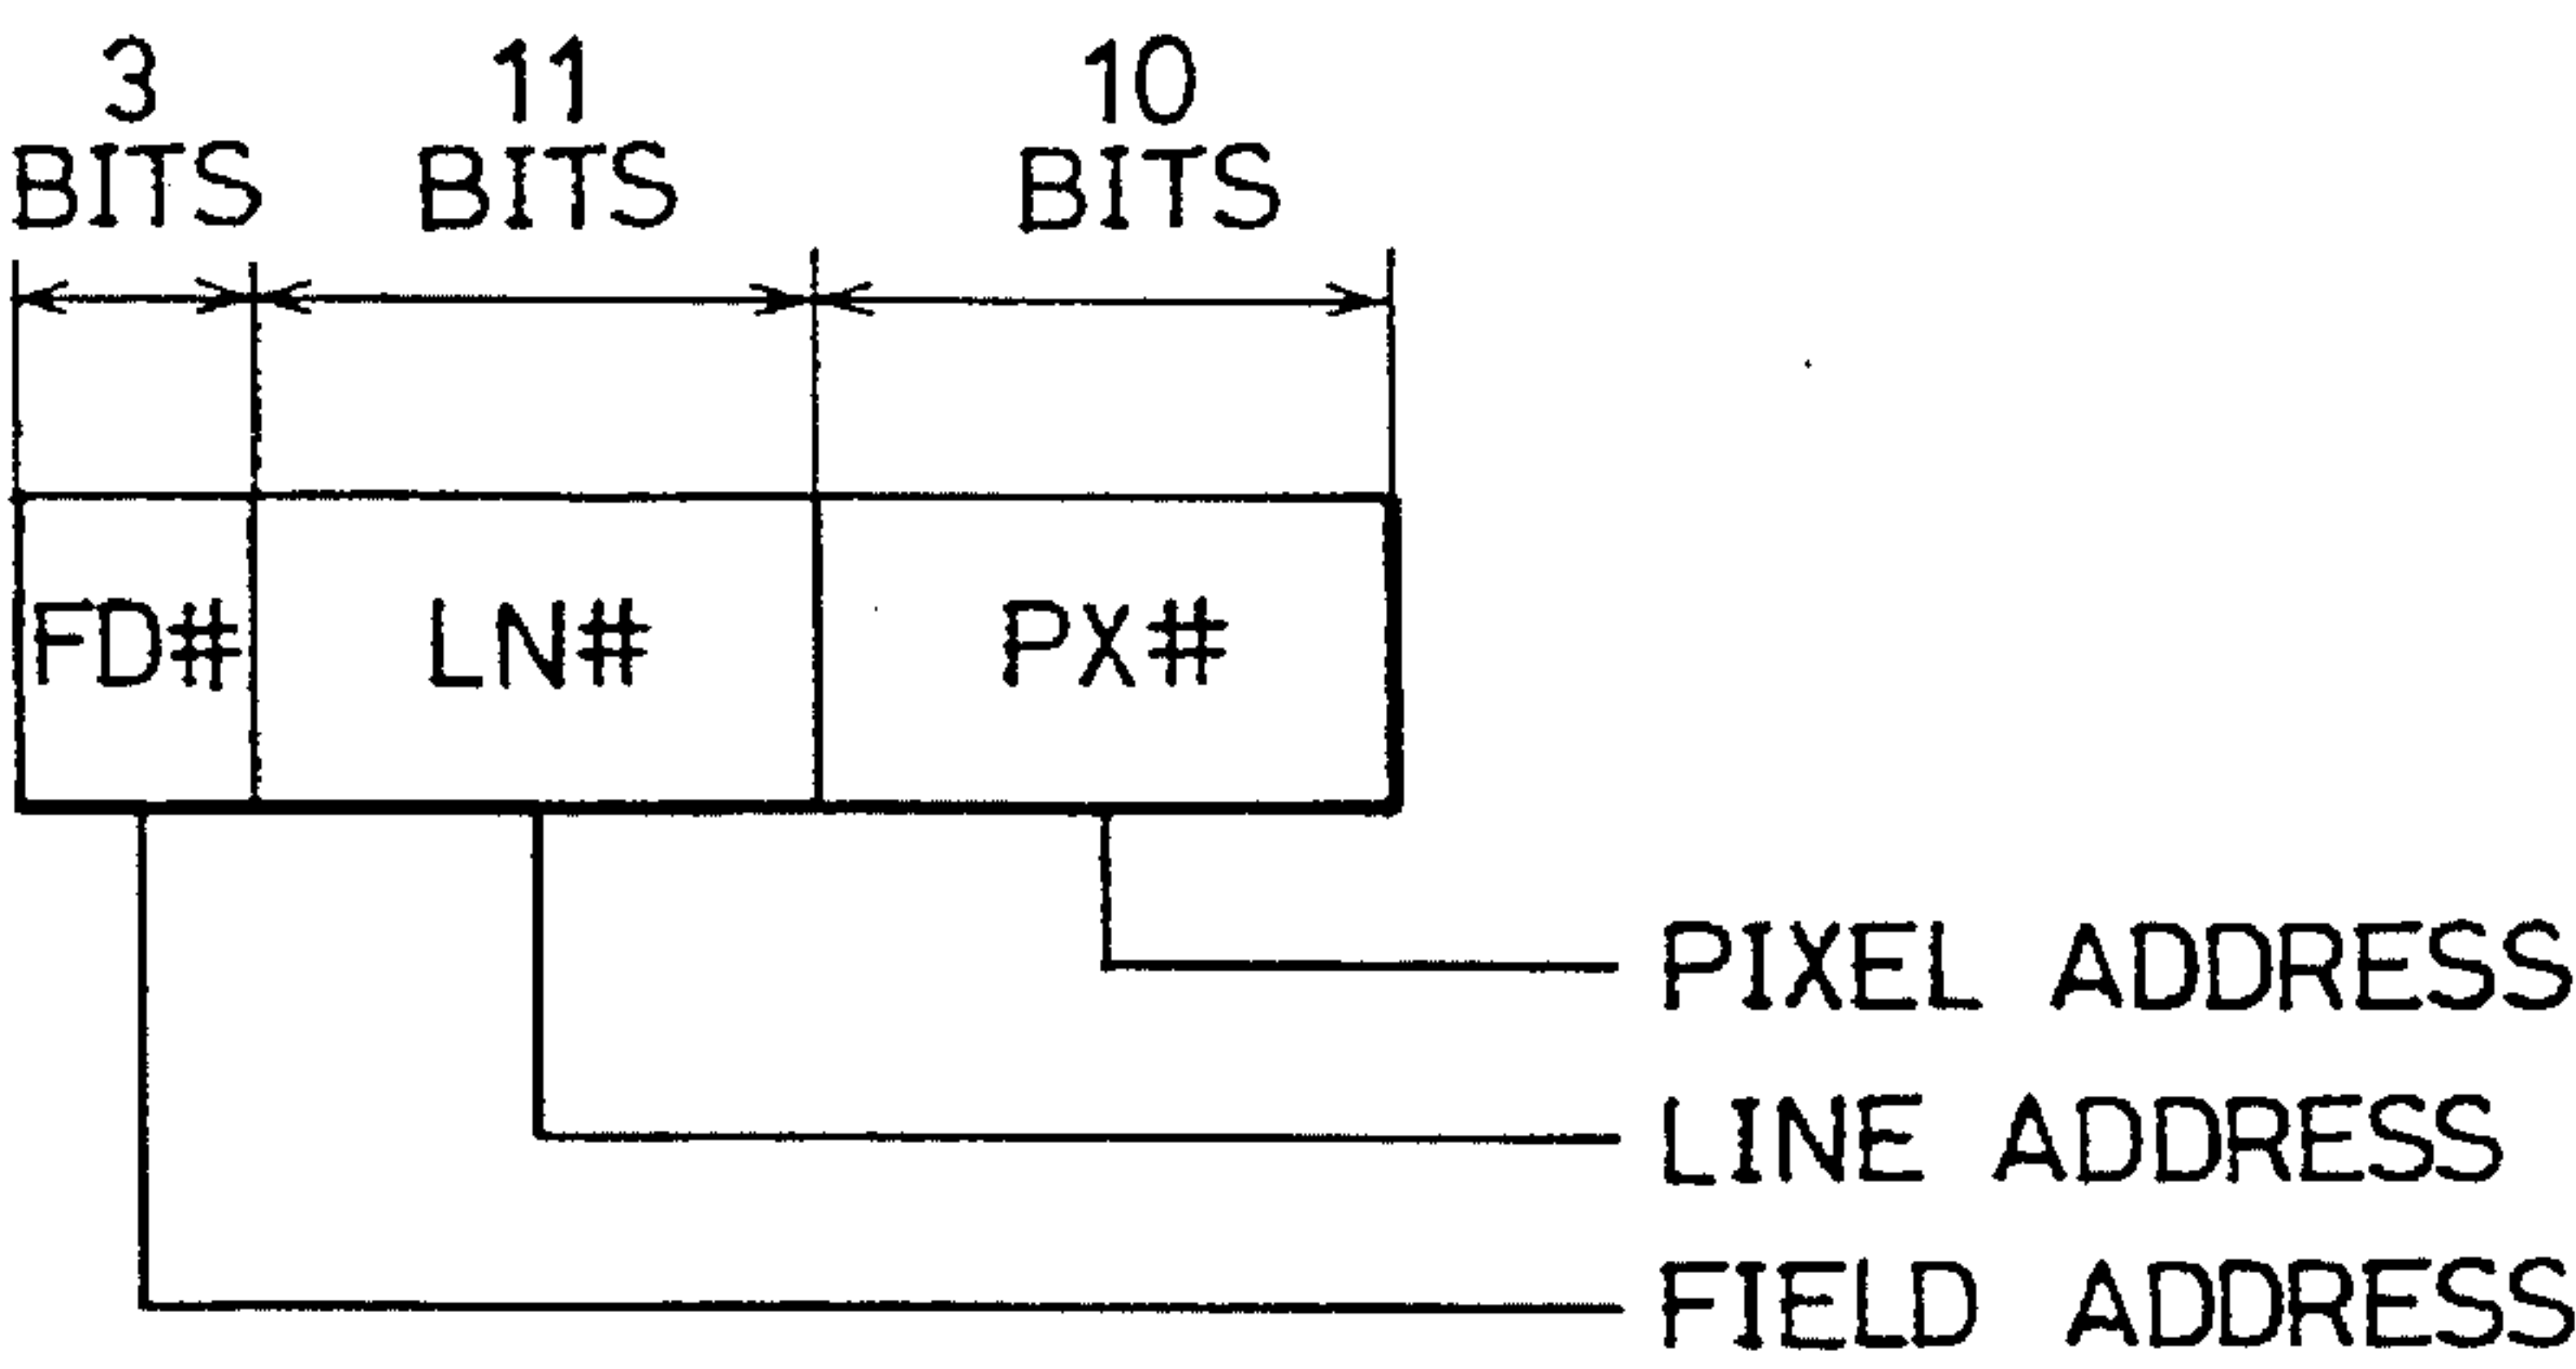 3 11 10
BITS BITS BITS
FD# LN# PX#
PIXEL ADDRESS
LINE ADDRESS
FIELD ADDRESS